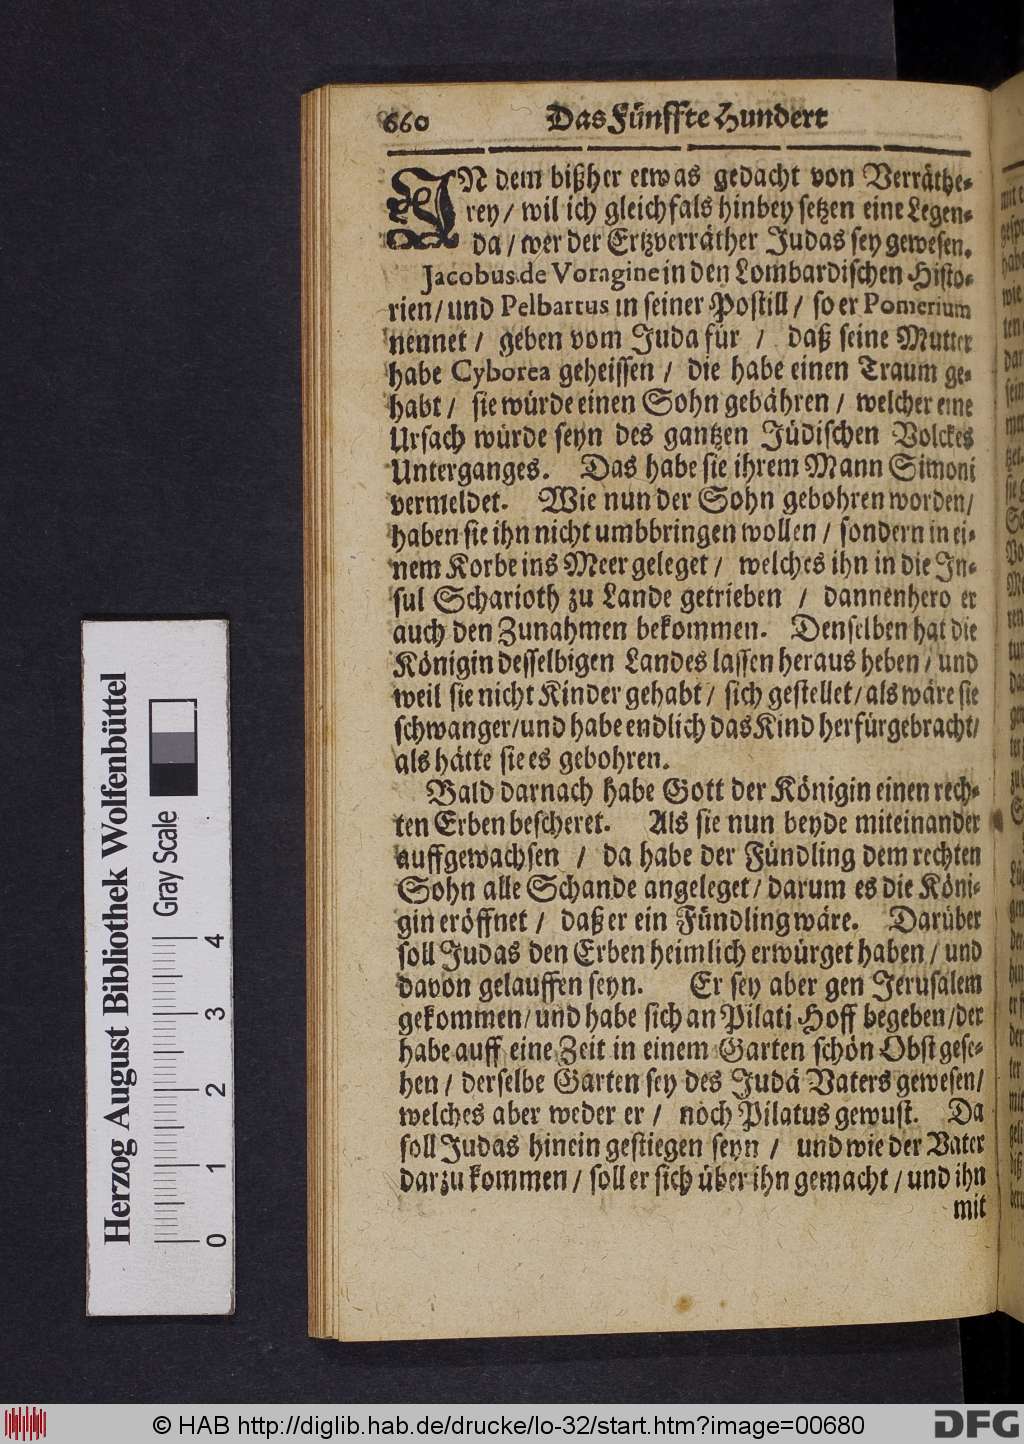 660 Das Fünffte Hundert
IN dem bißher etwas gedacht von Verräthe-
rey / wil ich gleichfals hinbey setzen eine Legen-
da / wer der Ertzverräther Judas sey gewesen.
Jacobus de Voragine in den Lombardischen Histo-
rien / und Pelbartus in seiner Postill / so er Pomerium
nennet / geben vom Juda für / daß seine Mutter
habe Cyborea geheissen / die habe einen Traum ge-
habt / sie würde einen Sohn gebähren / welcher eine
Ursach würde seyn des gantzen Jüdischen Volckes
Unterganges. Das habe sie ihrem Mann Simoni
vermeldet. Wie nun der Sohn gebohren worden /
haben sie ihn nicht umbbringen wollen / sondern in ei-
nem Korbe ins Meer geleget / welches ihn in die In-
sul Scharioth zu Lande getrieben / dannenhero er
auch den Zunahmen bekommen. Denselben hat die
Königin desselbigen Landes lassen heraus heben / und
weil sie nicht Kinder gehabt / sich gestellet / als wäre sie
schwanger / und habe endlich das Kind herfürgebracht /
als hätte sie es gebohren.
Bald darnach habe Gott der Königin einen rech-
ten Erben bescheret. Als sie nun beyde miteinander
auffgewachsen / da habe der Fündling dem rechten
Sohn alle Schande angeleget / darum es die Köni-
gin eröffnet / daß er ein Fündling wäre. Darüber
soll Judas den Erben heimlich erwürget haben / und
davon gelauffen seyn. Er sey aber gen Jerusalem
gekommen / und habe sich an Pilati Hoff begeben / der
habe auff eine Zeit in einem Garten schön Obst gese-
hen / derselbe Garten sey des Judä Vaters gewesen /
welches aber weder er / noch Pilatus gewust. Da
soll Judas hinein gestiegen seyn / und wie der Vater
darzu kommen / soll er sich über ihn gemacht / und ihn
mit
Herzog August Bibliothek Wolfenbüttel
Gray Scale
0 1 2 3 4
© HAB http://diglib.hab.de/drucke/lo-32/start.htm?image=00680
DFG